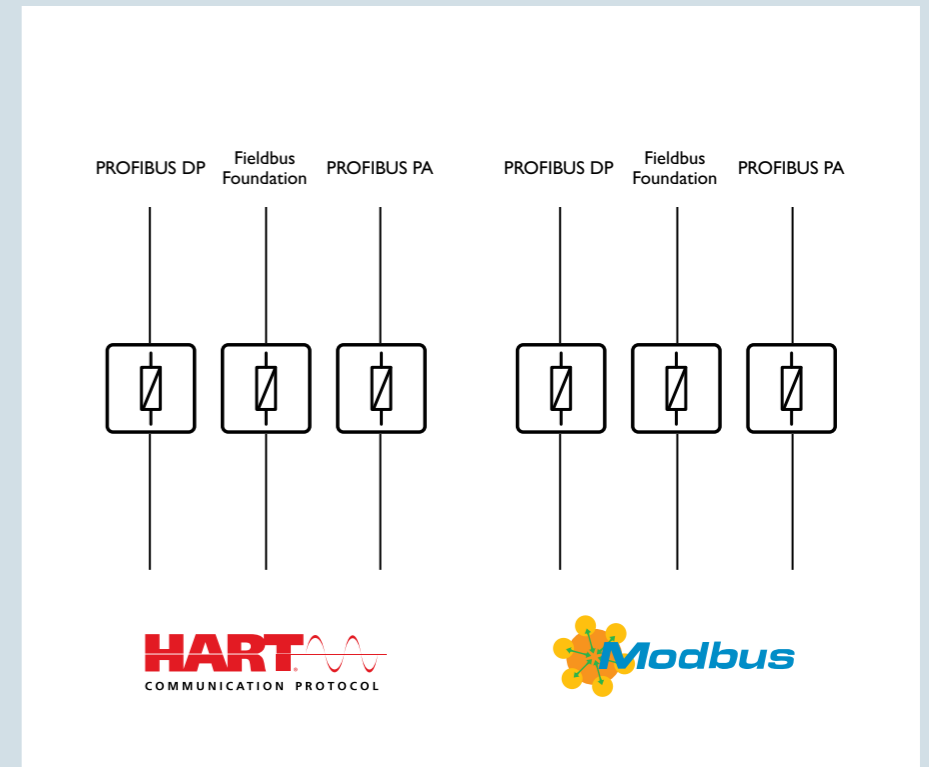 PROFIBUS DP
Fieldbus
Foundation
PROFIBUS PA
PROFIBUS DP
Fieldbus
Foundation
PROFIBUS PA
HART
COMMUNICATION PROTOCOL
Modbus